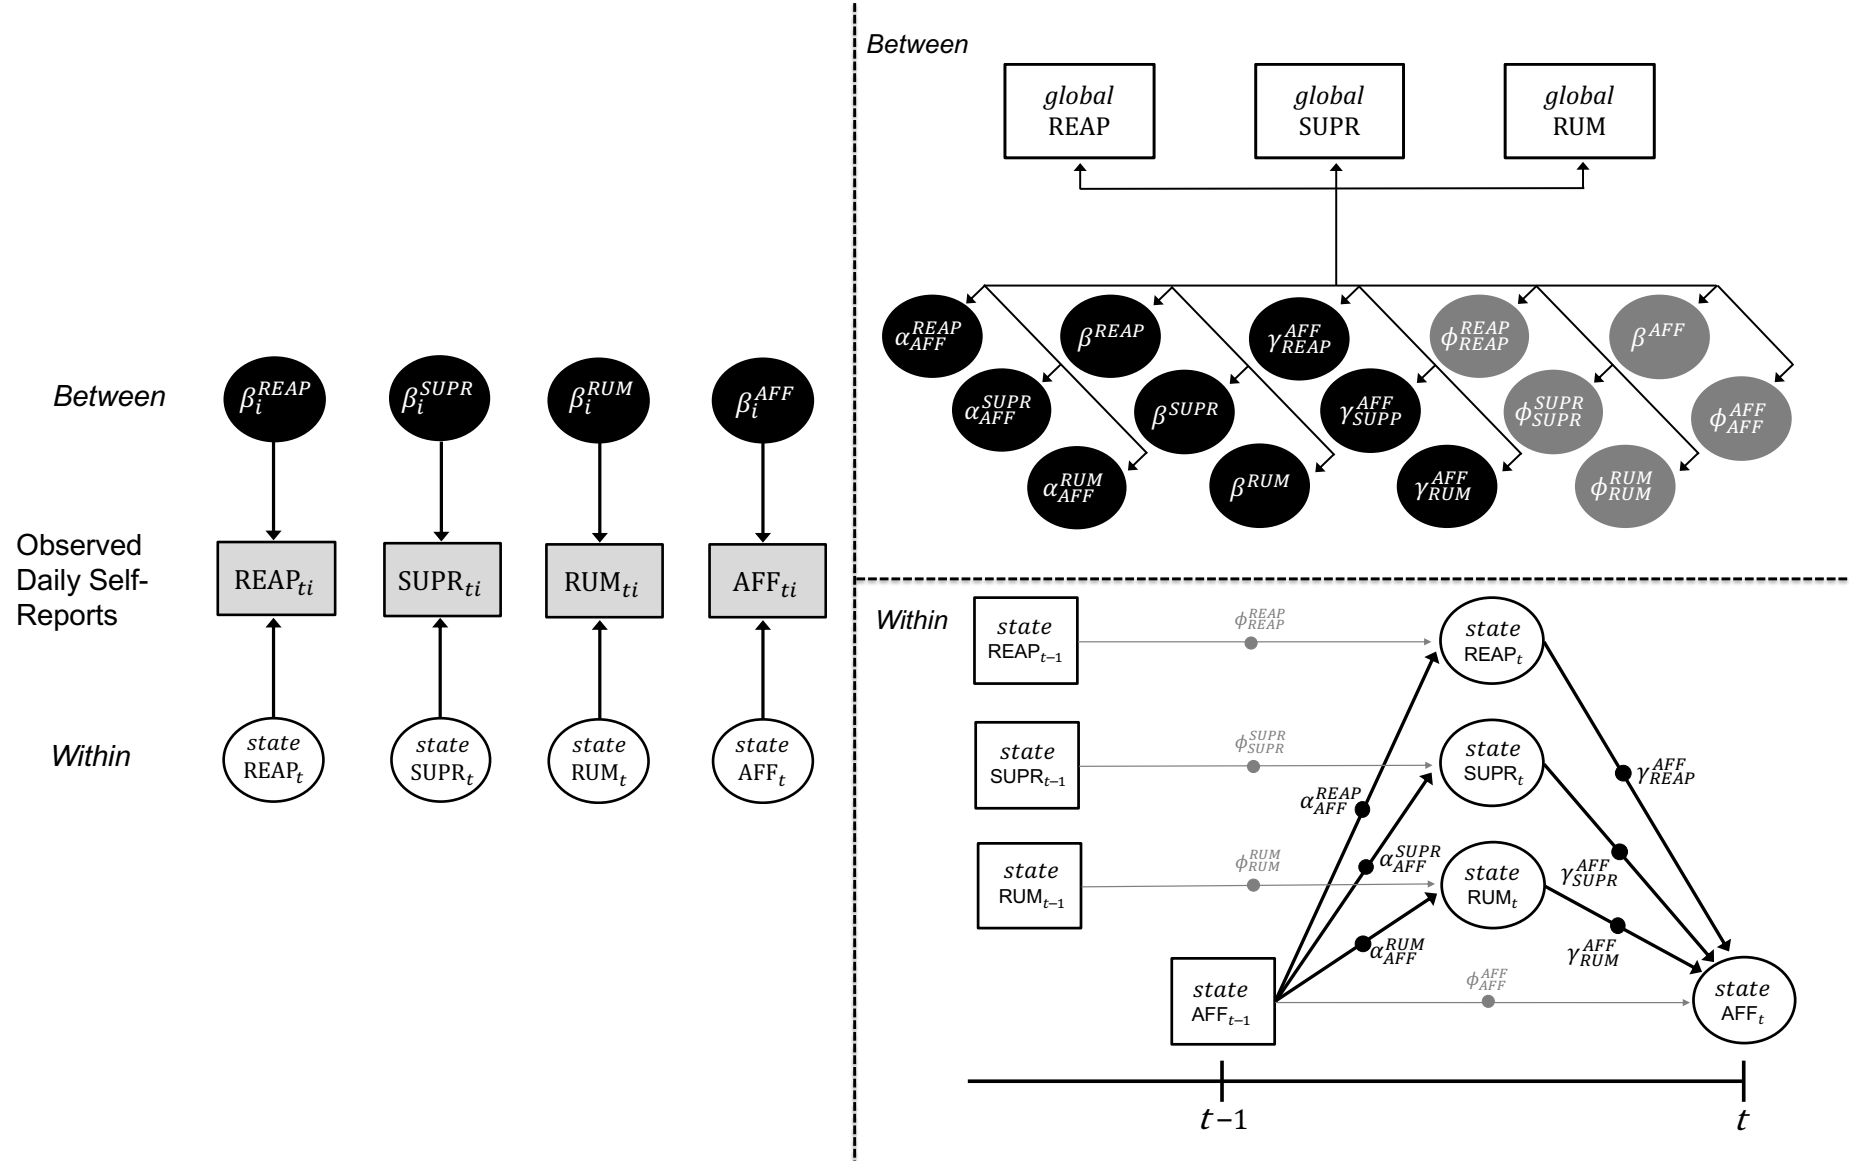 Between
β_i^REAP
β_i^SUPR
β_i^RUM
β_i^AFF
Observed
Daily Self-
Reports
REAP_ti
SUPR_ti
RUM_ti
AFF_ti
Within
state
REAP_t
state
SUPR_t
state
RUM_t
state
AFF_t
Between
global
REAP
global
SUPR
global
RUM
α_AFF^REAP
β^REAP
γ_REAP^AFF
ϕ_REAP^REAP
β^AFF
α_AFF^SUPR
β^SUPR
γ_SUPP^AFF
ϕ_SUPR^SUPR
ϕ_AFF^AFF
α_AFF^RUM
β^RUM
γ_RUM^AFF
ϕ_RUM^RUM
Within
state
REAP_t−1
ϕ_REAP^REAP
state
REAP_t
state
SUPR_t−1
ϕ_SUPR^SUPR
state
SUPR_t
α_AFF^REAP
γ_REAP^AFF
state
RUM_t−1
ϕ_RUM^RUM
α_AFF^SUPR
state
RUM_t
γ_SUPR^AFF
α_AFF^RUM
γ_RUM^AFF
state
AFF_t−1
ϕ_AFF^AFF
state
AFF_t
t−1
t